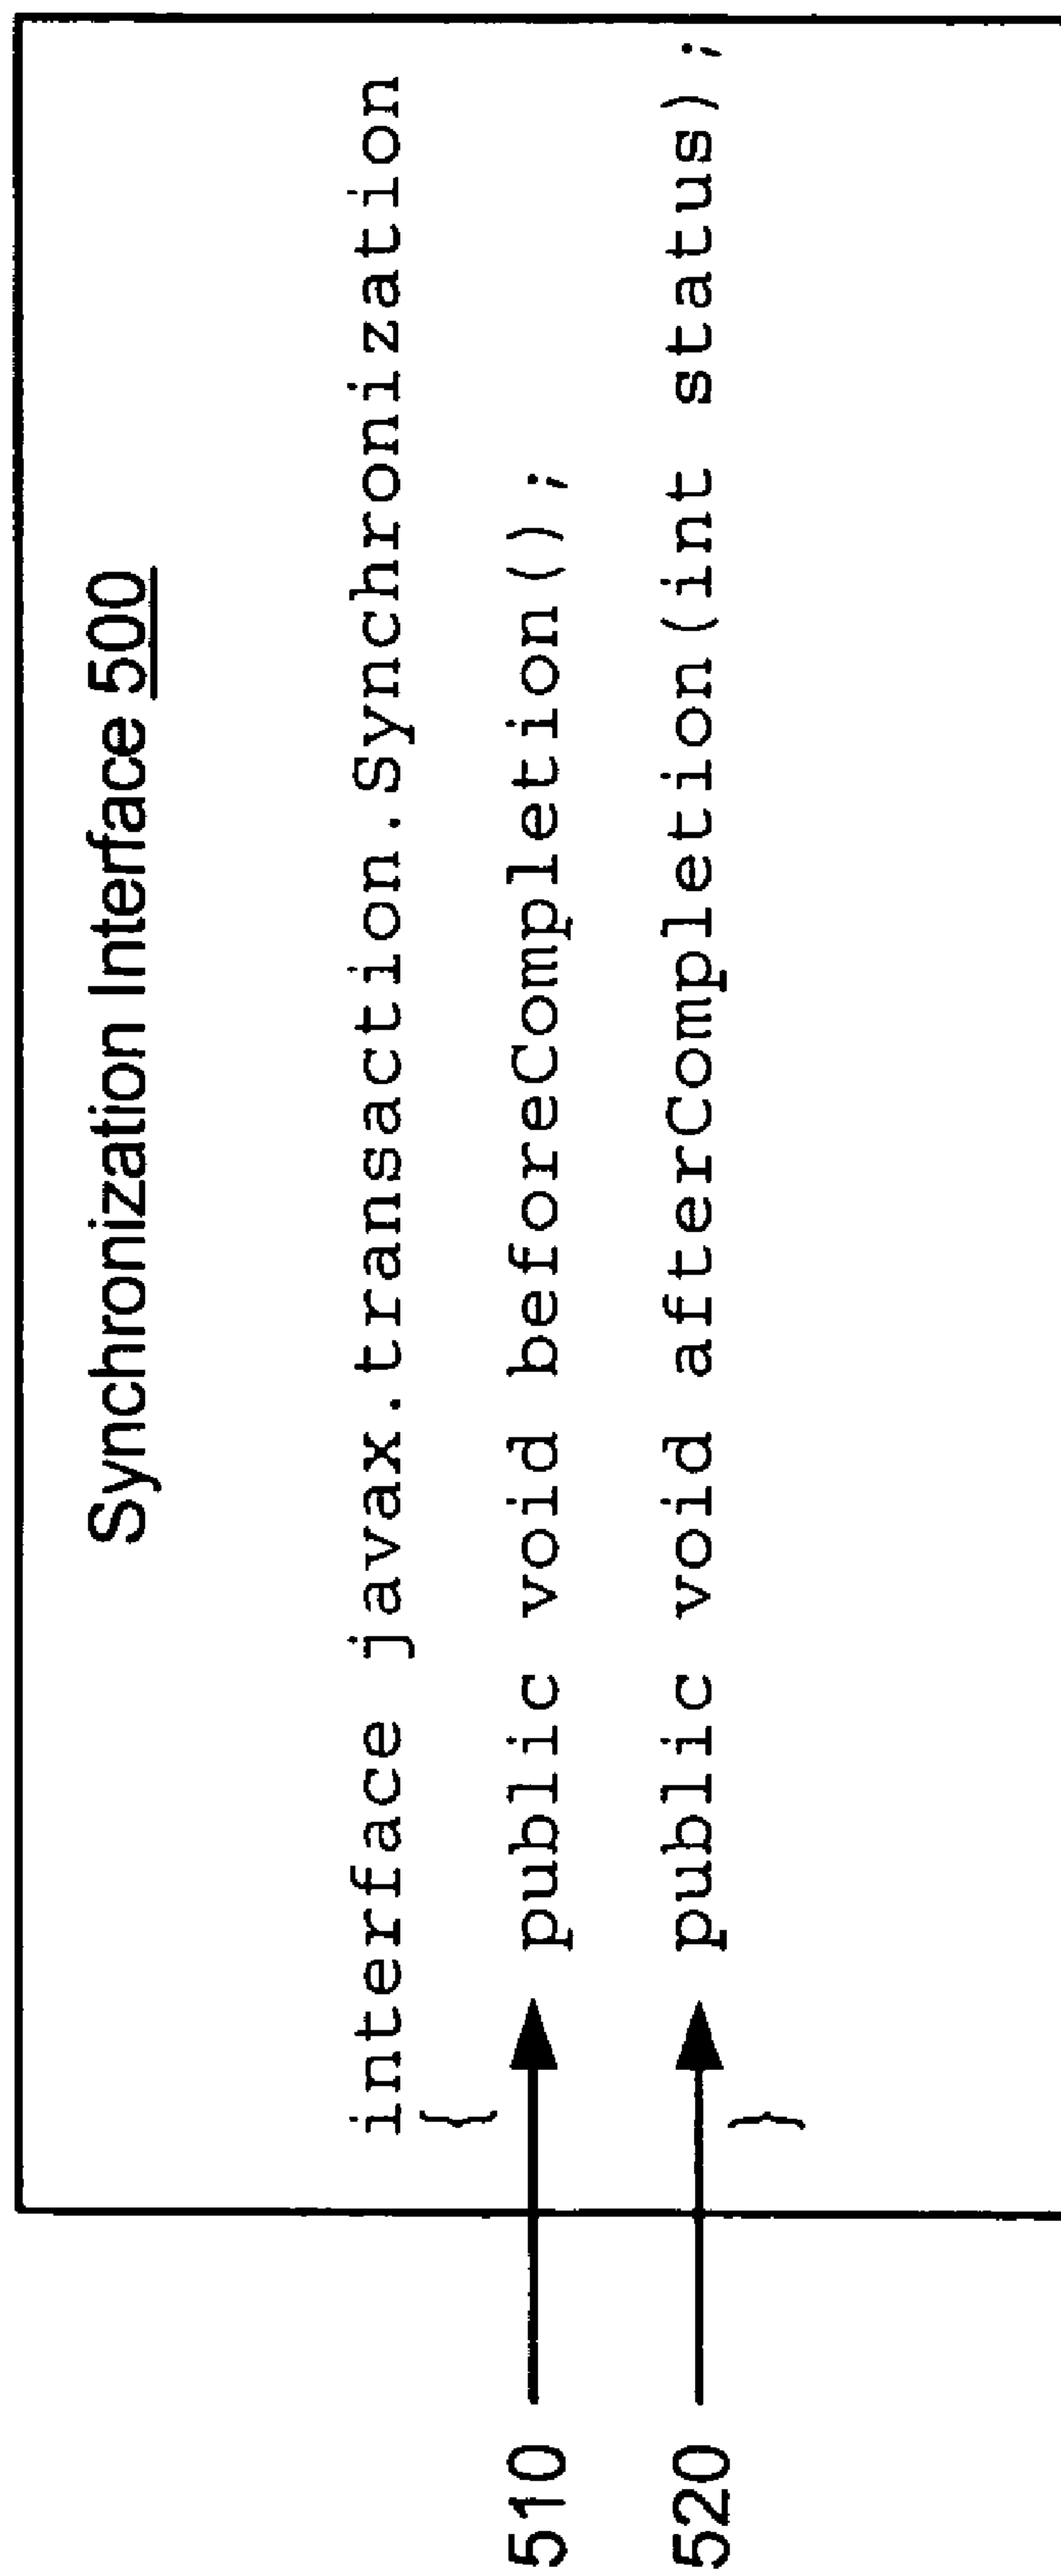 Synchronization Interface 500
interface javax.transaction.Synchronization
{
510 public void beforeCompletion();
520 public void afterCompletion(int status);
}